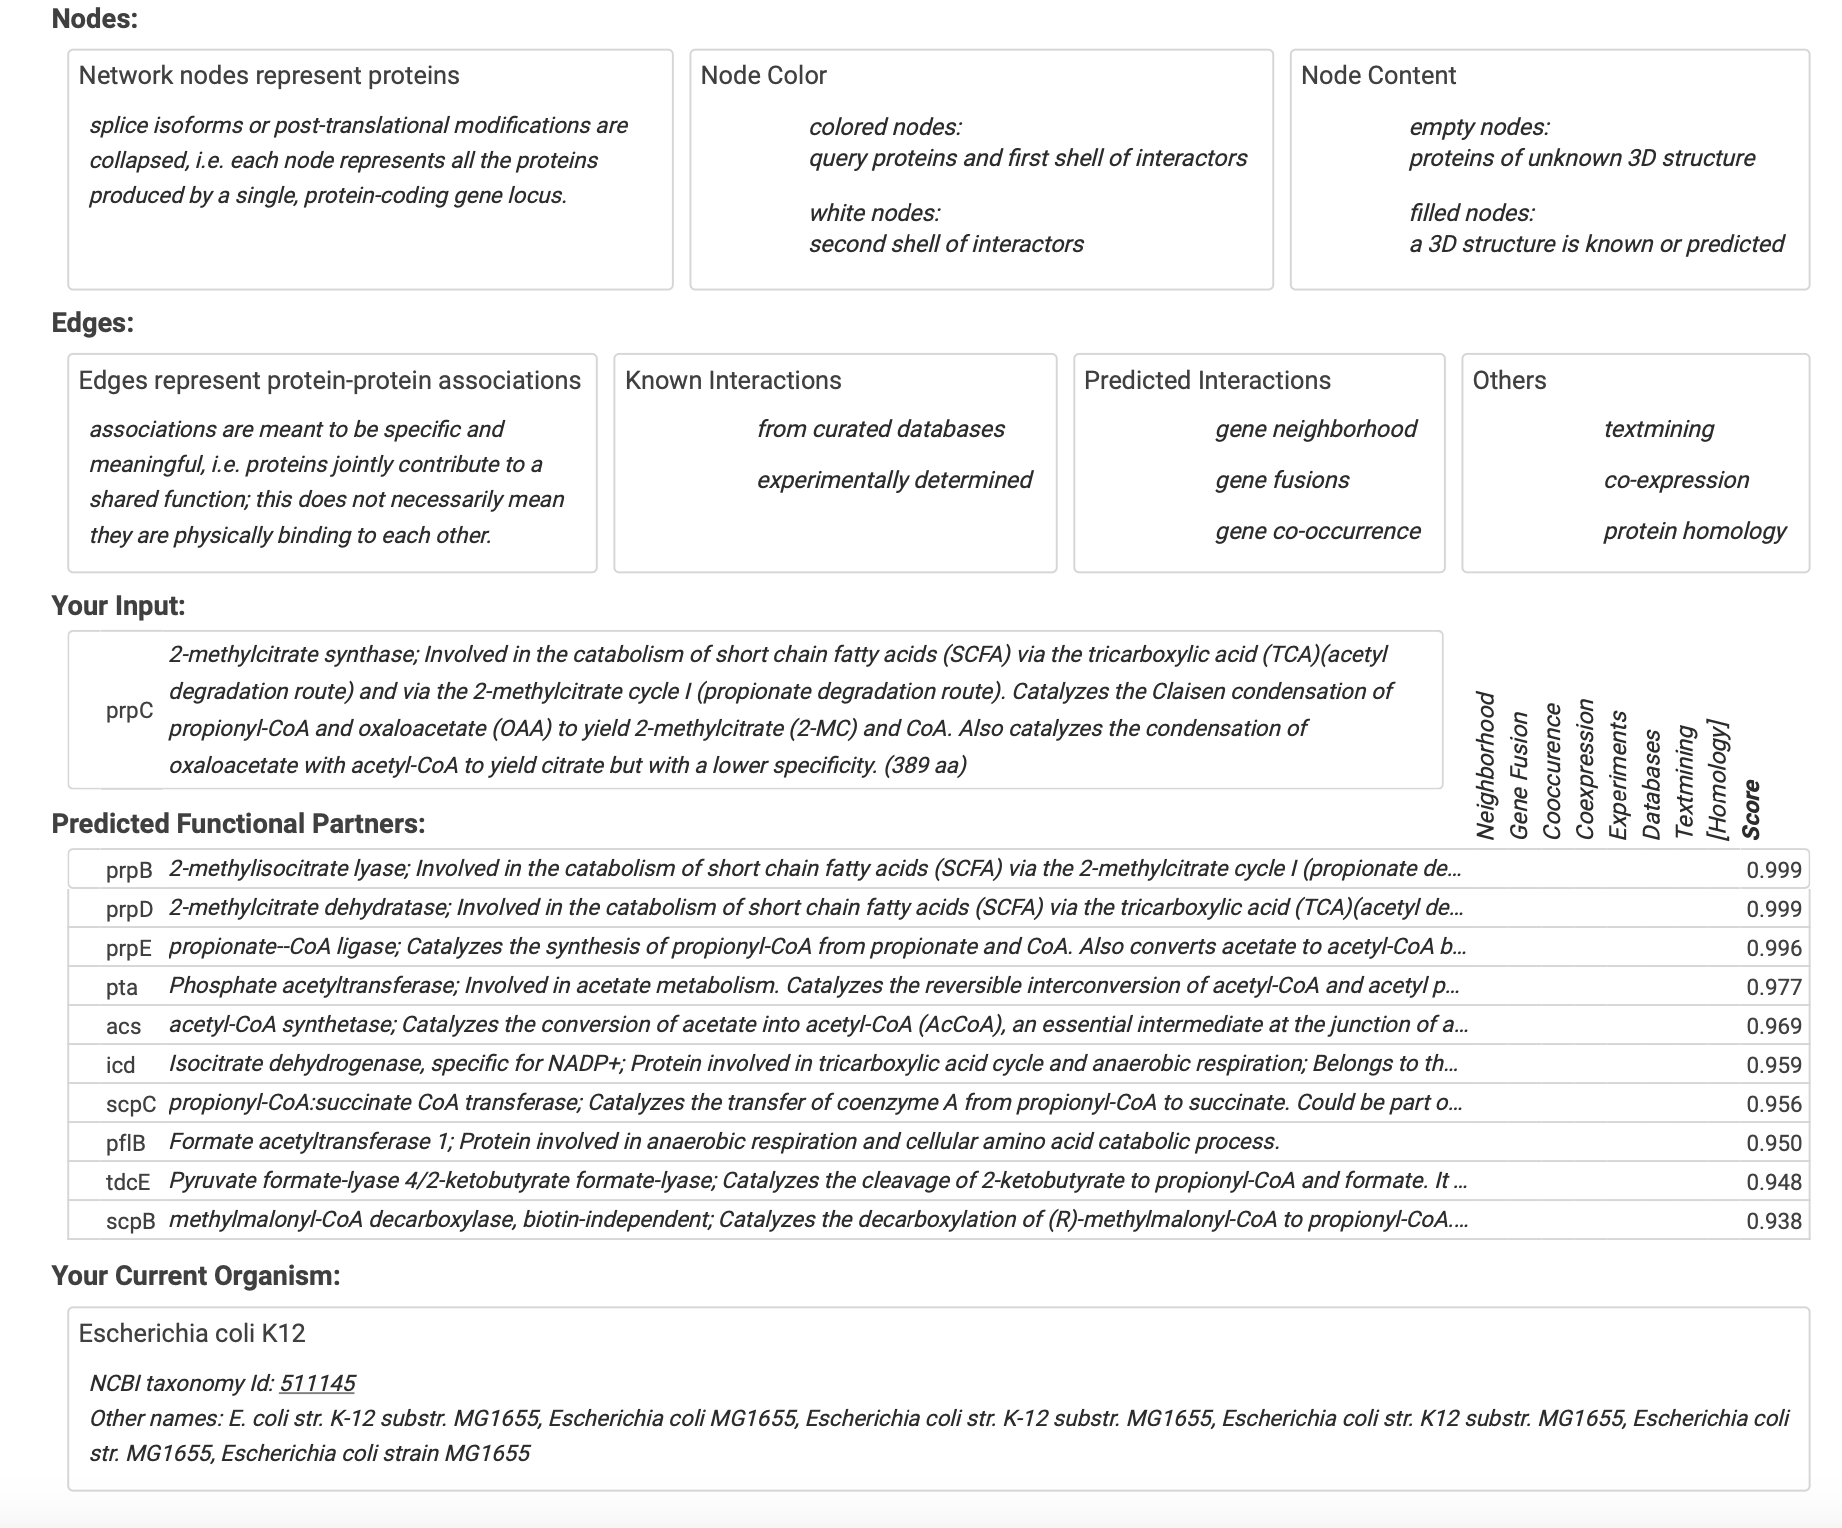 Nodes:
Network nodes represent proteins
splice isoforms or post-translational modifications are
collapsed, i.e. each node represents all the proteins
produced by a single, protein-coding gene locus.
Node Color
colored nodes:
query proteins and first shell of interactors
white nodes:
second shell of interactors
Node Content
empty nodes:
proteins of unknown 3D structure
filled nodes:
a 3D structure is known or predicted
Edges:
Edges represent protein-protein associations
associations are meant to be specific and
meaningful, i.e. proteins jointly contribute to a
shared function; this does not necessarily mean
they are physically binding to each other.
Known Interactions
from curated databases
experimentally determined
Predicted Interactions
gene neighborhood
gene fusions
gene co-occurrence
Others
textmining
co-expression
protein homology
Your Input:
prpC
2-methylcitrate synthase; Involved in the catabolism of short chain fatty acids (SCFA) via the tricarboxylic acid (TCA)(acetyl
degradation route) and via the 2-methylcitrate cycle I (propionate degradation route). Catalyzes the Claisen condensation of
propionyl-CoA and oxaloacetate (OAA) to yield 2-methylcitrate (2-MC) and CoA. Also catalyzes the condensation of
oxaloacetate with acetyl-CoA to yield citrate but with a lower specificity. (389 aa)
Neighborhood
Gene Fusion
Cooccurence
Coexpression
Experiments
Databases
Textmining
[Homology]
Score
Predicted Functional Partners:
prpB 2-methylisocitrate lyase; Involved in the catabolism of short chain fatty acids (SCFA) via the 2-methylcitrate cycle I (propionate de... 0.999
prpD 2-methylcitrate dehydratase; Involved in the catabolism of short chain fatty acids (SCFA) via the tricarboxylic acid (TCA)(acetyl de... 0.999
prpE propionate--CoA ligase; Catalyzes the synthesis of propionyl-CoA from propionate and CoA. Also converts acetate to acetyl-CoA b... 0.996
pta Phosphate acetyltransferase; Involved in acetate metabolism. Catalyzes the reversible interconversion of acetyl-CoA and acetyl p... 0.977
acs acetyl-CoA synthetase; Catalyzes the conversion of acetate into acetyl-CoA (AcCoA), an essential intermediate at the junction of a... 0.969
icd Isocitrate dehydrogenase, specific for NADP+; Protein involved in tricarboxylic acid cycle and anaerobic respiration; Belongs to th... 0.959
scpC propionyl-CoA:succinate CoA transferase; Catalyzes the transfer of coenzyme A from propionyl-CoA to succinate. Could be part o... 0.956
pflB Formate acetyltransferase 1; Protein involved in anaerobic respiration and cellular amino acid catabolic process. 0.950
tdcE Pyruvate formate-lyase 4/2-ketobutyrate formate-lyase; Catalyzes the cleavage of 2-ketobutyrate to propionyl-CoA and formate. It ... 0.948
scpB methylmalonyl-CoA decarboxylase, biotin-independent; Catalyzes the decarboxylation of (R)-methylmalonyl-CoA to propionyl-CoA.... 0.938
Your Current Organism:
Escherichia coli K12
NCBI taxonomy Id: 511145
Other names: E. coli str. K-12 substr. MG1655, Escherichia coli MG1655, Escherichia coli str. K-12 substr. MG1655, Escherichia coli str. K12 substr. MG1655, Escherichia coli
str. MG1655, Escherichia coli strain MG1655